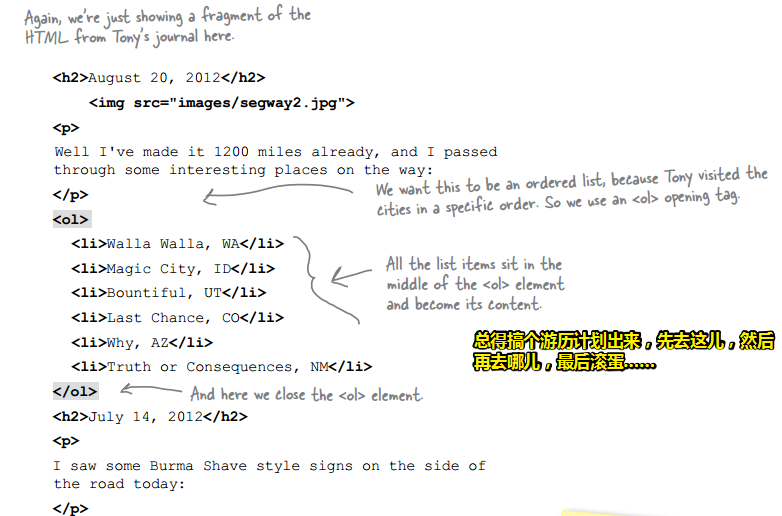 Again, we're just showing a fragment of the
HTML from Tony's journal here.
<h2>August 20, 2012</h2>
<img src="images/segway2.jpg">
<p>
Well I've made it 1200 miles already, and I passed
through some interesting places on the way:
</p>
We want this to be an ordered list, because Tony visited the
cities in a specific order. So we use an <ol> opening tag.
<ol>
<li>Walla Walla, WA</li>
<li>Magic City, ID</li>
<li>Bountiful, UT</li>
<li>Last Chance, CO</li>
<li>Why, AZ</li>
<li>Truth or Consequences, NM</li>
All the list items sit in the
middle of the <ol> element
and become its content.
总得搞个游历计划出来，先去这儿，然后
再去哪儿，最后滚蛋......
</ol>
And here we close the <ol> element.
<h2>July 14, 2012</h2>
<p>
I saw some Burma Shave style signs on the side of
the road today:
</p>